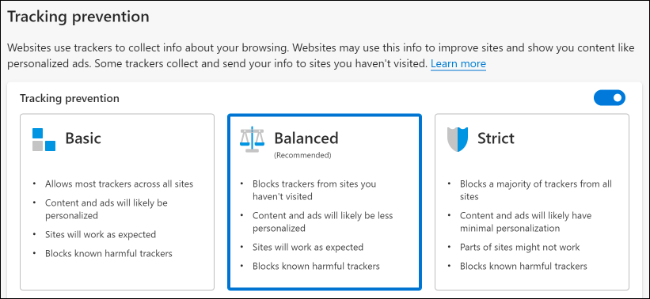 Tracking prevention
Websites use trackers to collect info about your browsing. Websites may use this info to improve sites and show you content like
personalized ads. Some trackers collect and send your info to sites you haven't visited. Learn more
Tracking prevention
Basic
• Allows most trackers across all sites
• Content and ads will likely be
personalized
• Sites will work as expected
• Blocks known harmful trackers
Balanced
(Recommended)
• Blocks trackers from sites you
haven't visited
• Content and ads will likely be less
personalized
• Sites will work as expected
• Blocks known harmful trackers
Strict
• Blocks a majority of trackers from all
sites
• Content and ads will likely have
minimal personalization
• Parts of sites might not work
• Blocks known harmful trackers